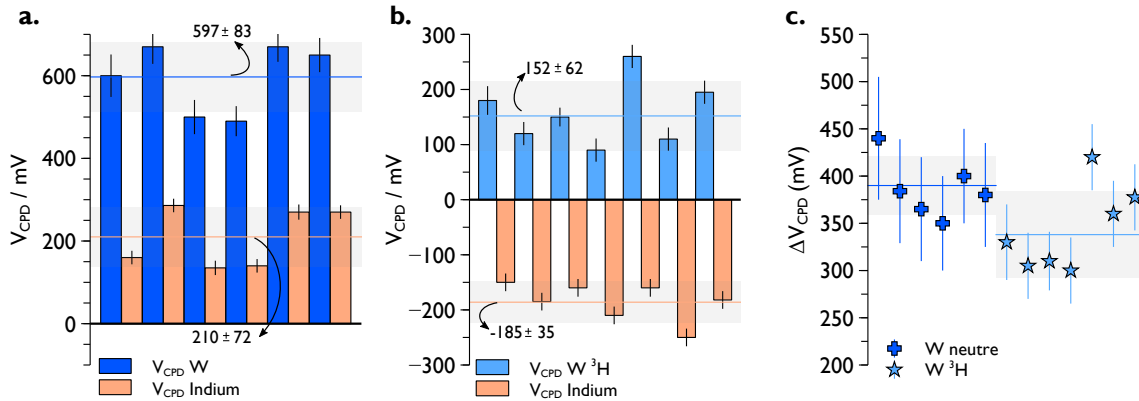 a.
V_CPD / mV
600
400
200
0
597 ± 83
210 ± 72
V_CPD W
V_CPD Indium
b.
V_CPD / mV
300
200
100
0
−100
−200
−300
152 ± 62
-185 ± 35
V_CPD W ³H
V_CPD Indium
c.
ΔV_CPD (mV)
550
500
450
400
350
300
250
200
W neutre
W ³H